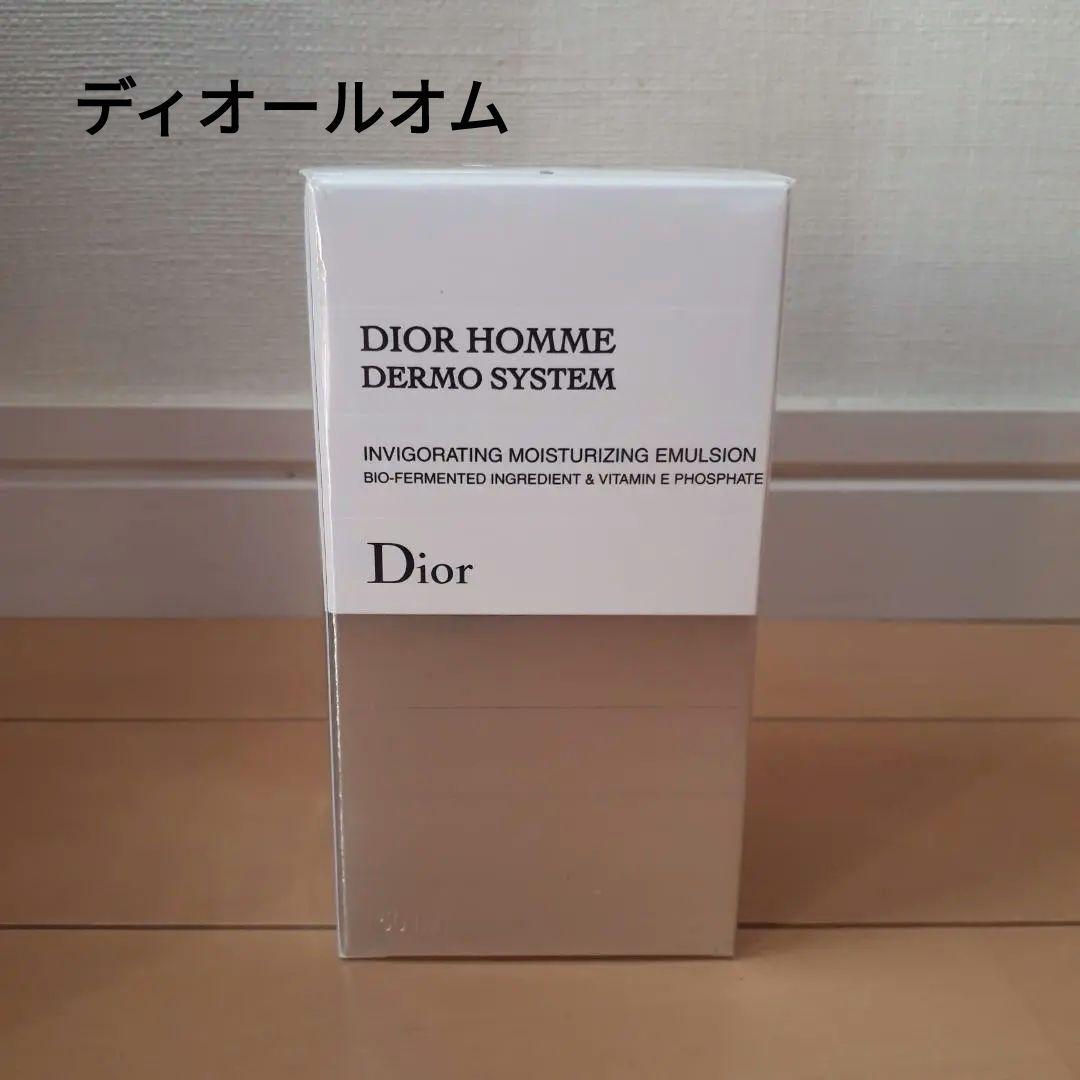 ディオールオム
DIOR HOMME
DERMO SYSTEM
INVIGORATING MOISTURIZING EMULSION
BIO-FERMENTED INGREDIENT & VITAMIN E PHOSPHATE
Dior